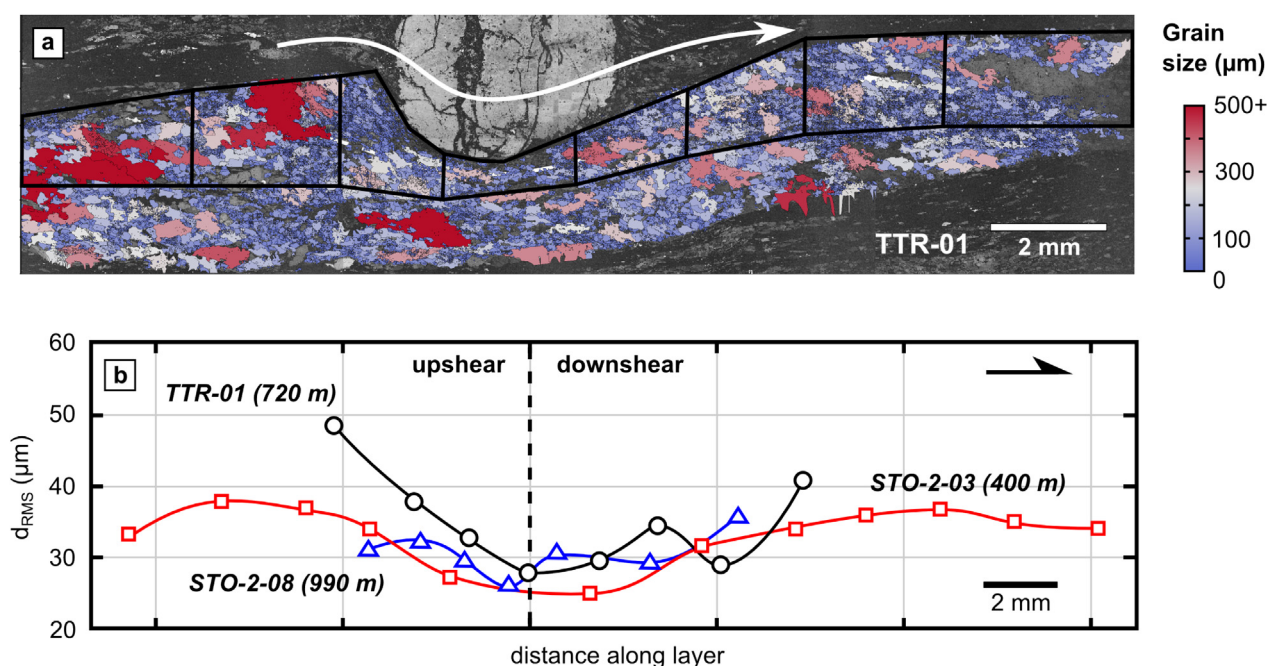 a
Grain
size (µm)
500+
300
100
0
TTR-01
2 mm
60
50
40
30
20
dRMS (µm)
b
upshear
downshear
TTR-01 (720 m)
STO-2-03 (400 m)
STO-2-08 (990 m)
2 mm
distance along layer